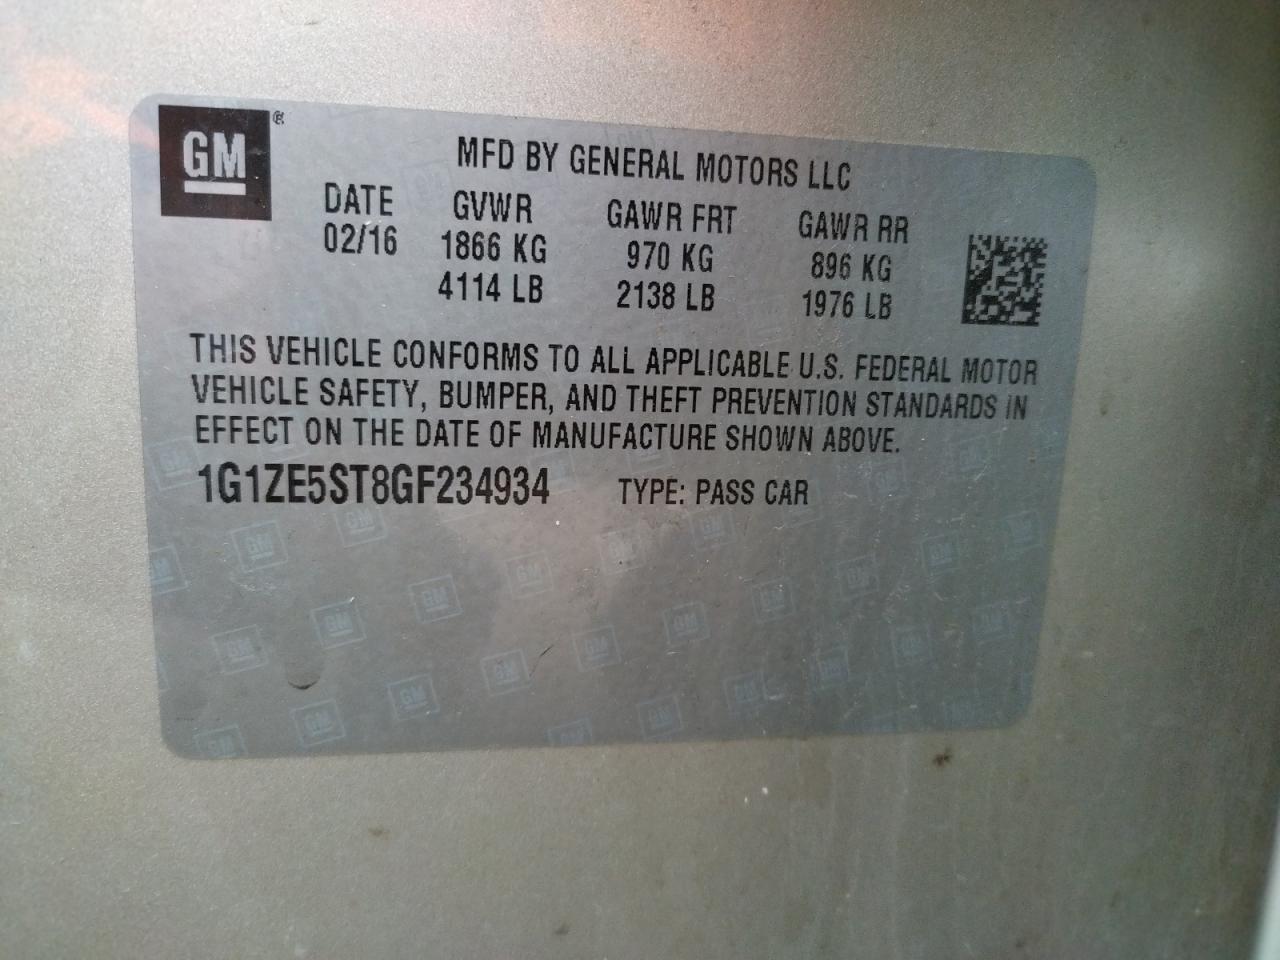 GM®
MFD BY GENERAL MOTORS LLC
DATE GVWR GAWR FRT GAWR RR
02/16 1866 KG 970 KG 896 KG
4114 LB 2138 LB 1976 LB
THIS VEHICLE CONFORMS TO ALL APPLICABLE U.S. FEDERAL MOTOR
VEHICLE SAFETY, BUMPER, AND THEFT PREVENTION STANDARDS IN
EFFECT ON THE DATE OF MANUFACTURE SHOWN ABOVE.
1G1ZE5ST8GF234934 TYPE: PASS CAR